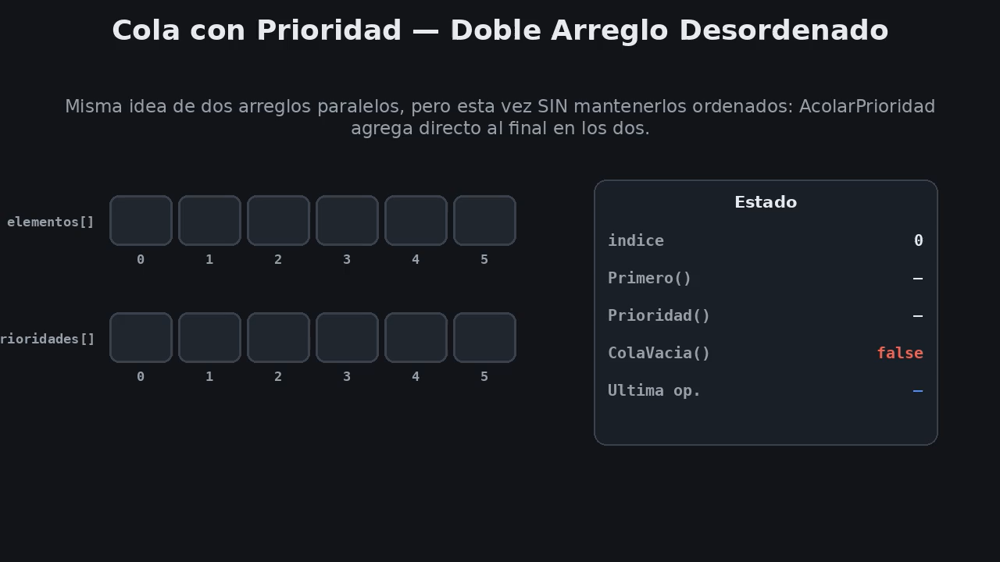 Cola con Prioridad — Doble Arreglo Desordenado
Misma idea de dos arreglos paralelos, pero esta vez SIN mantenerlos ordenados: AcolarPrioridad
agrega directo al final en los dos.
elementos[]
0 1 2 3 4 5
rioridades[]
0 1 2 3 4 5
Estado
indice 0
Primero() —
Prioridad() —
ColaVacia() false
Ultima op. —